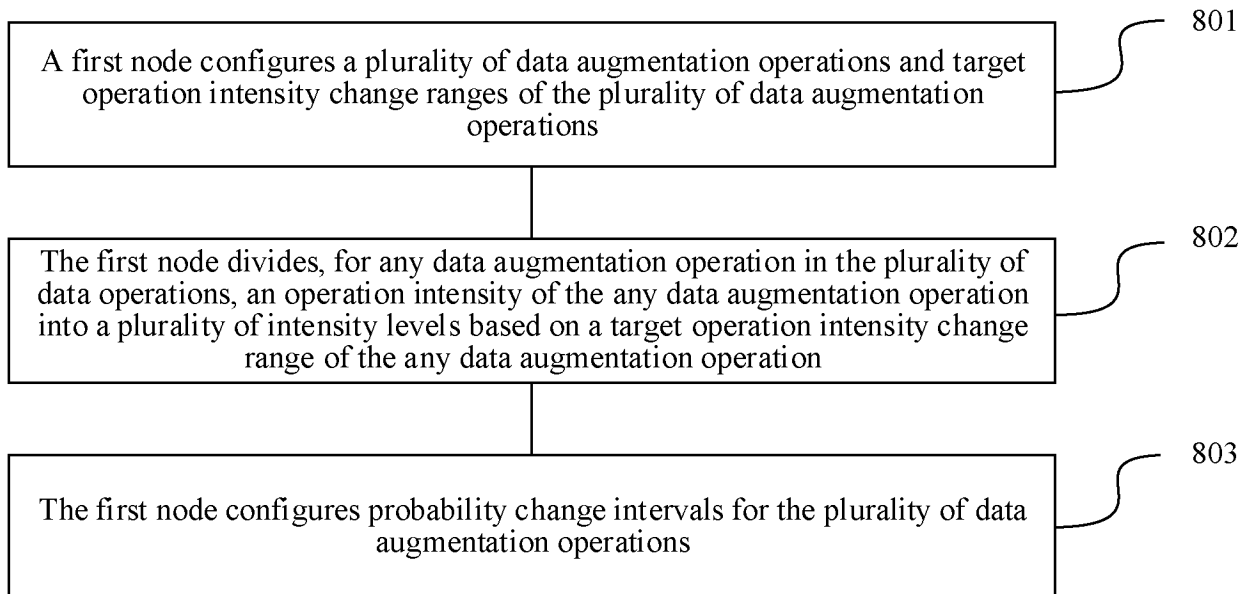 801
A first node configures a plurality of data augmentation operations and target
operation intensity change ranges of the plurality of data augmentation
operations
802
The first node divides, for any data augmentation operation in the plurality of
data operations, an operation intensity of the any data augmentation operation
into a plurality of intensity levels based on a target operation intensity change
range of the any data augmentation operation
803
The first node configures probability change intervals for the plurality of data
augmentation operations